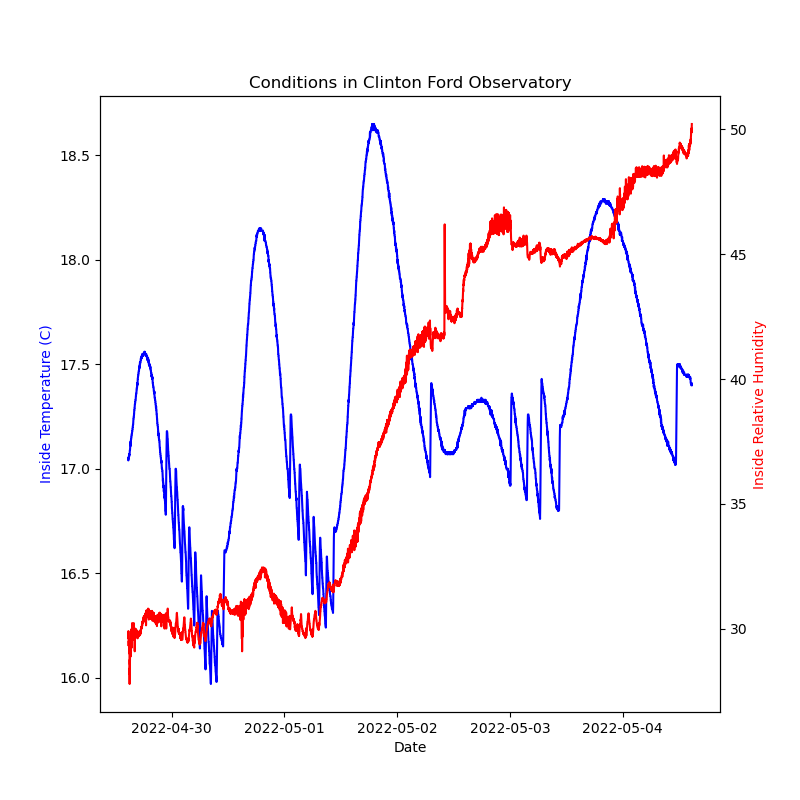 Conditions in Clinton Ford Observatory
18.5
18.0
17.5
17.0
16.5
16.0
Inside Temperature (C)
50
45
40
35
30
Inside Relative Humidity
2022-04-30 2022-05-01 2022-05-02 2022-05-03 2022-05-04
Date